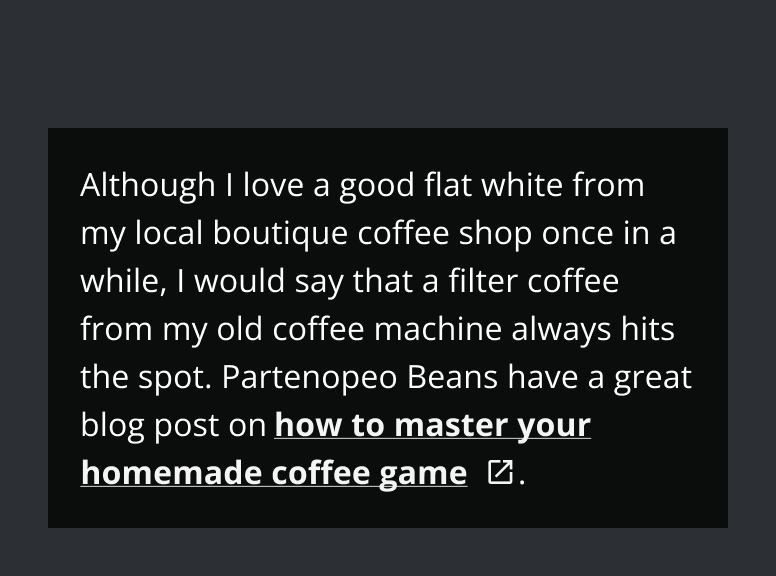 Although I love a good flat white from
my local boutique coffee shop once in a
while, I would say that a filter coffee
from my old coffee machine always hits
the spot. Partenopeo Beans have a great
blog post on how to master your
homemade coffee game .